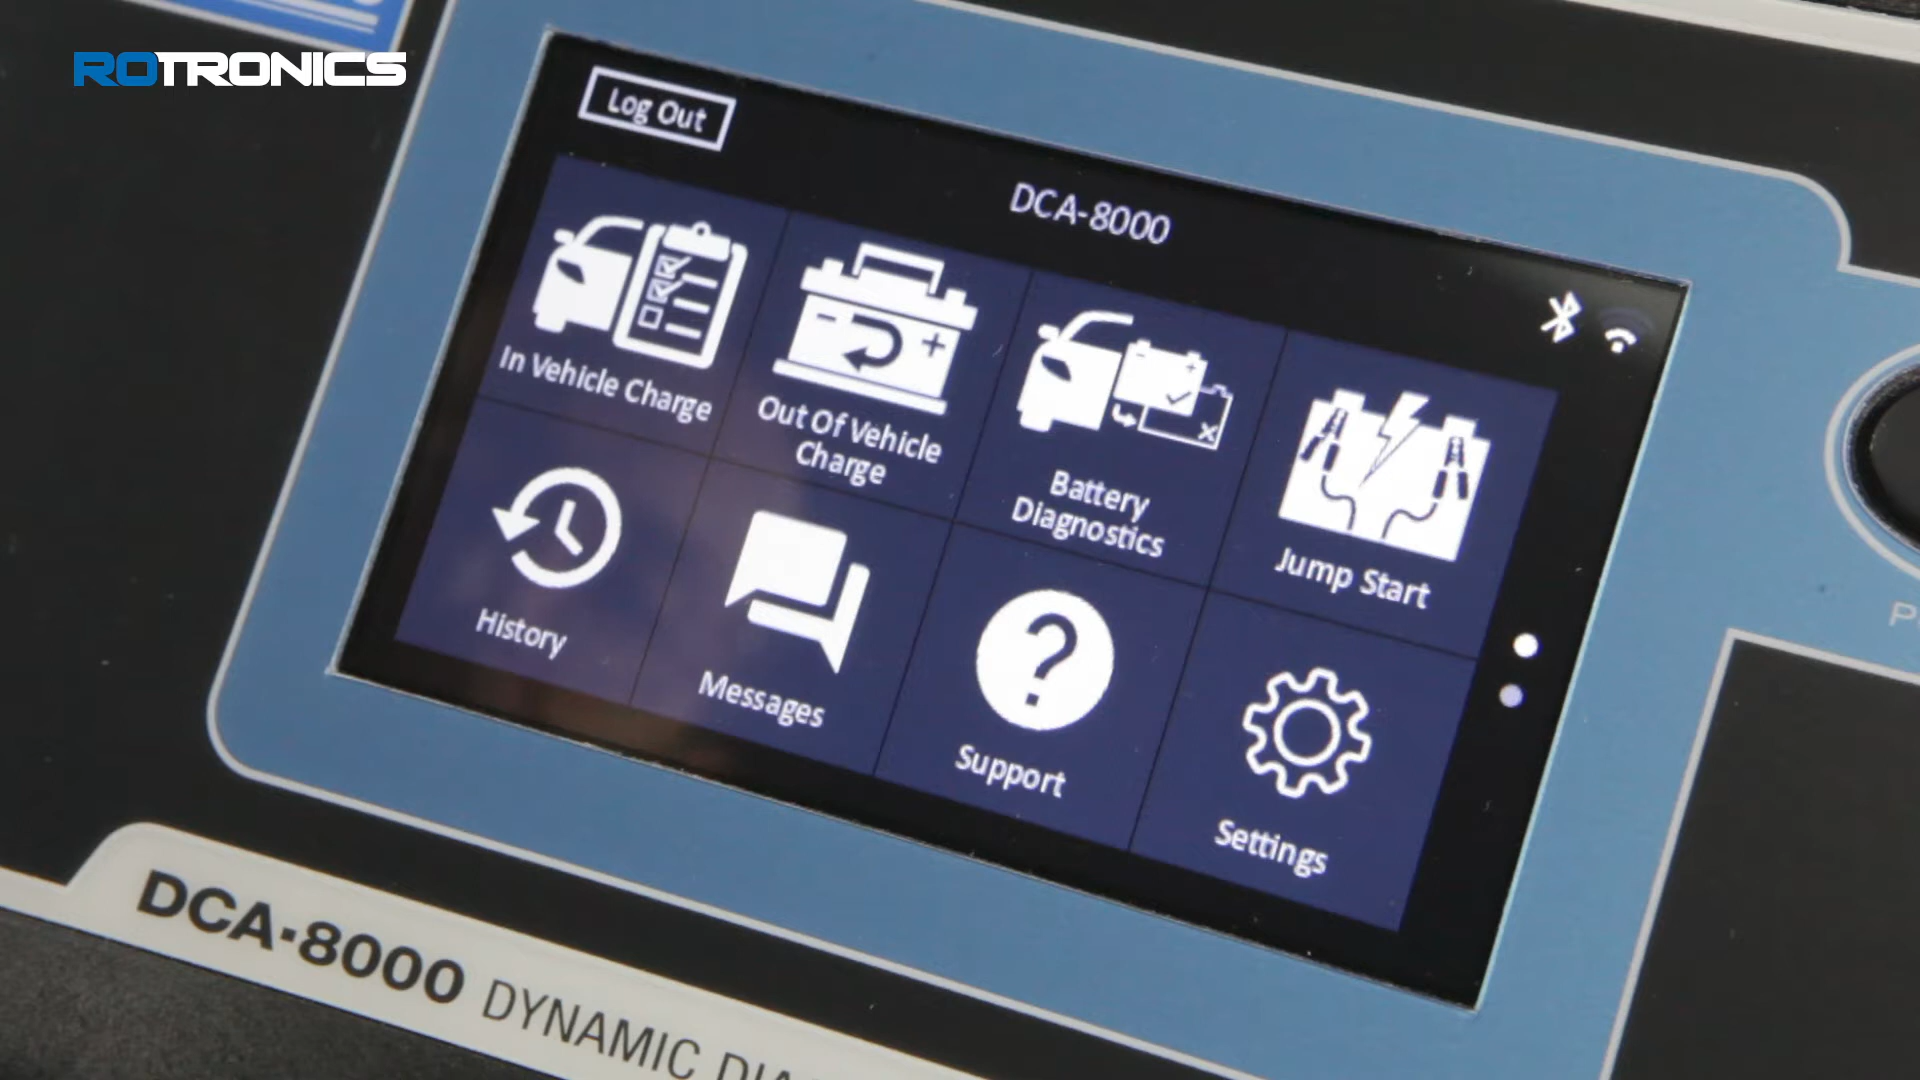 ROTRONICS
Log Out
DCA-8000
In Vehicle Charge
Out Of Vehicle
Charge
Battery
Diagnostics
Jump Start
History
Messages
Support
Settings
DCA-8000 DYNAMIC